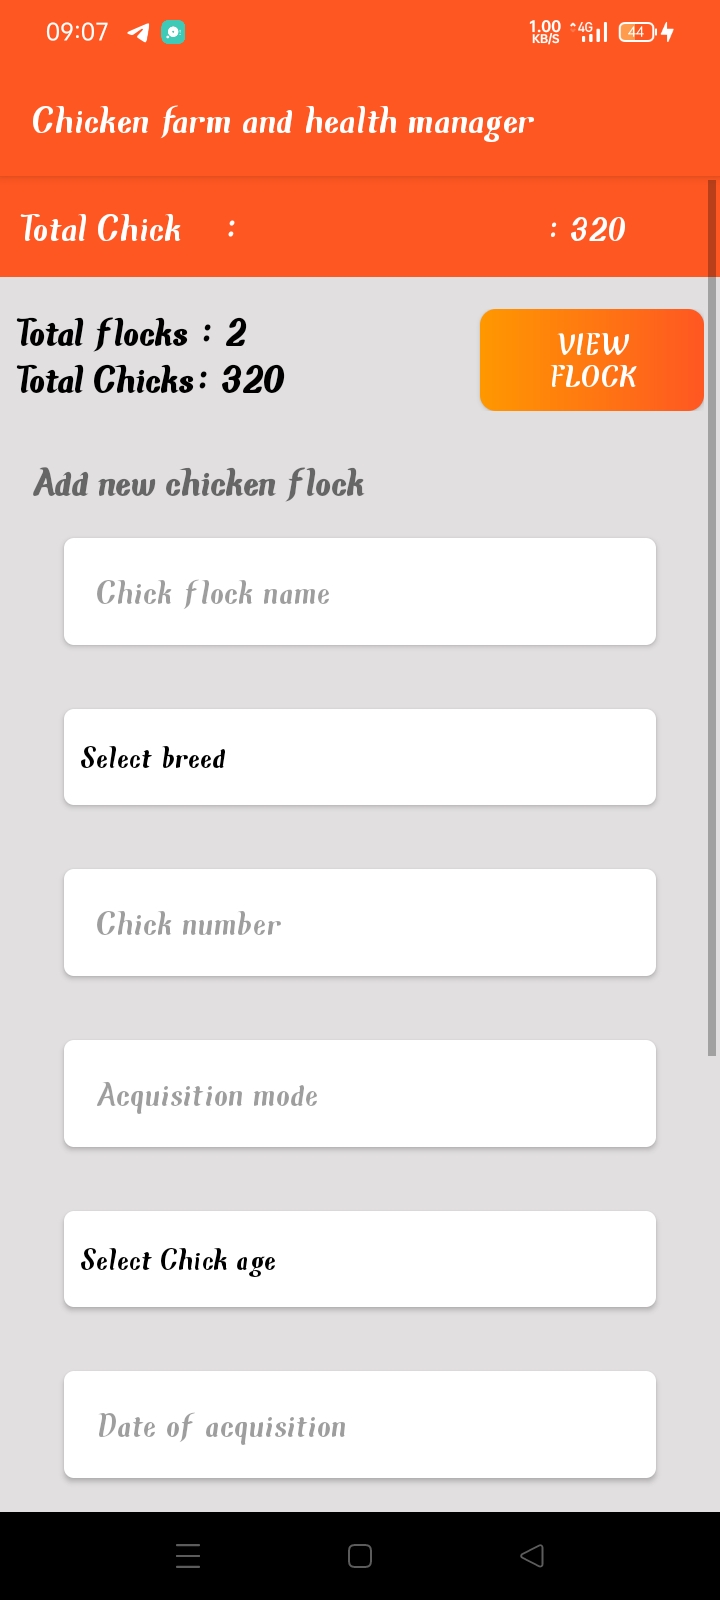 09:07 1.00 KB/S 4G 44
Chicken farm and health manager
Total Chick : : 320
Total flocks : 2
Total Chicks: 320
VIEW
FLOCK
Add new chicken flock
Chick flock name
Select breed
Chick number
Acquisition mode
Select Chick age
Date of acquisition